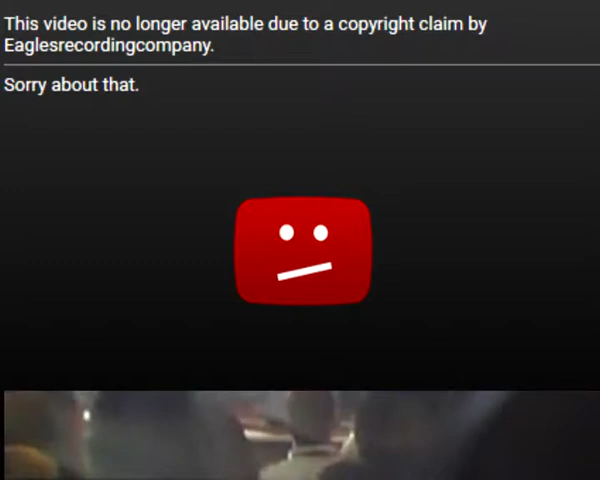 This video is no longer available due to a copyright claim by
Eaglesrecordingcompany.
Sorry about that.